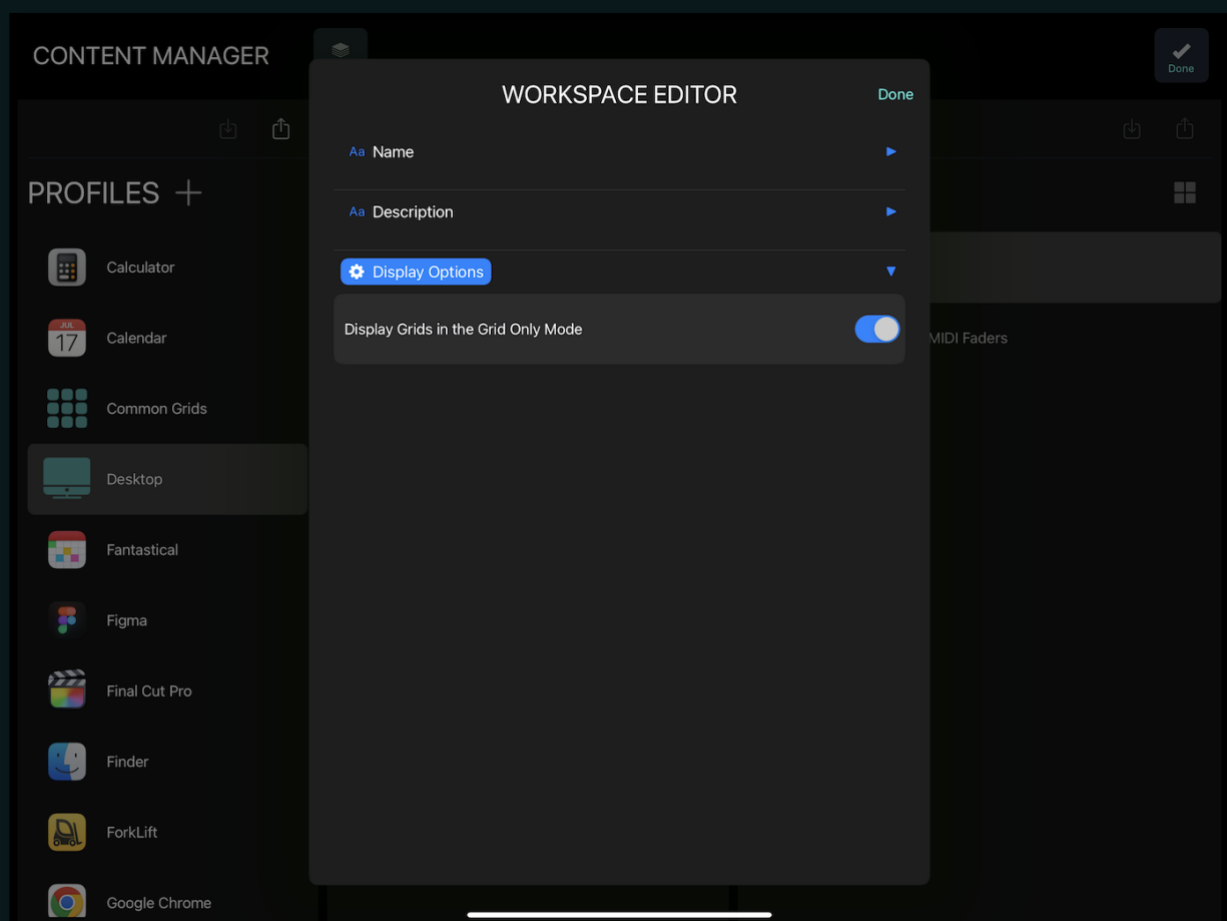 CONTENT MANAGER
Done
WORKSPACE EDITOR
Done
Aa Name
Aa Description
Display Options
Display Grids in the Grid Only Mode
PROFILES
Calculator
JUL
17
Calendar
Common Grids
Desktop
Fantastical
Figma
Final Cut Pro
Finder
ForkLift
Google Chrome
MIDI Faders